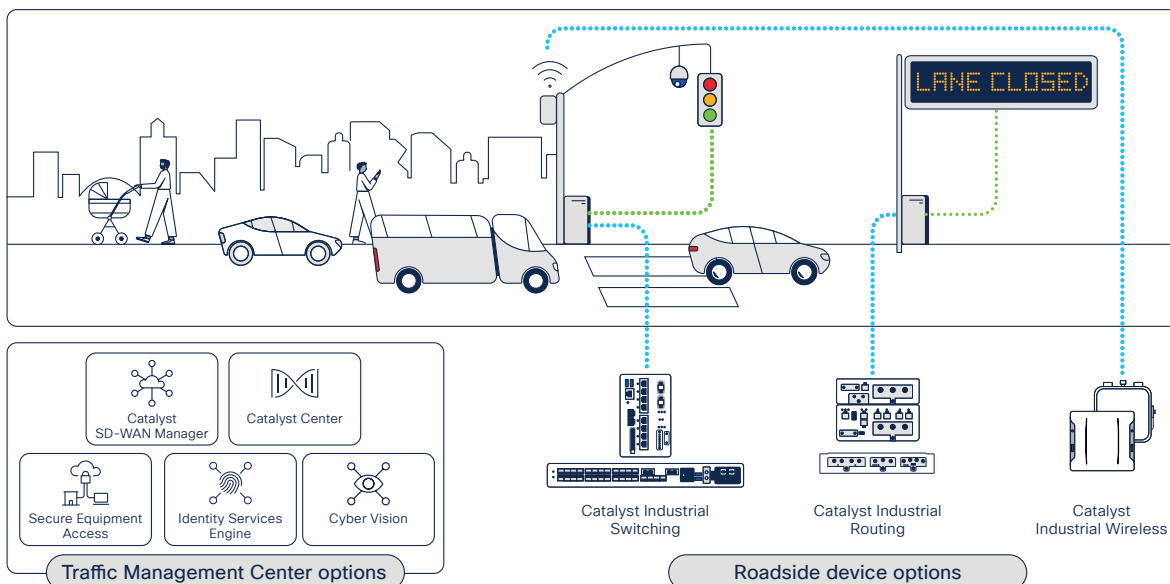 LANE CLOSED
Catalyst
SD-WAN Manager
Catalyst Center
Secure Equipment
Access
Identity Services
Engine
Cyber Vision
Traffic Management Center options
Catalyst Industrial
Switching
Catalyst Industrial
Routing
Catalyst
Industrial Wireless
Roadside device options